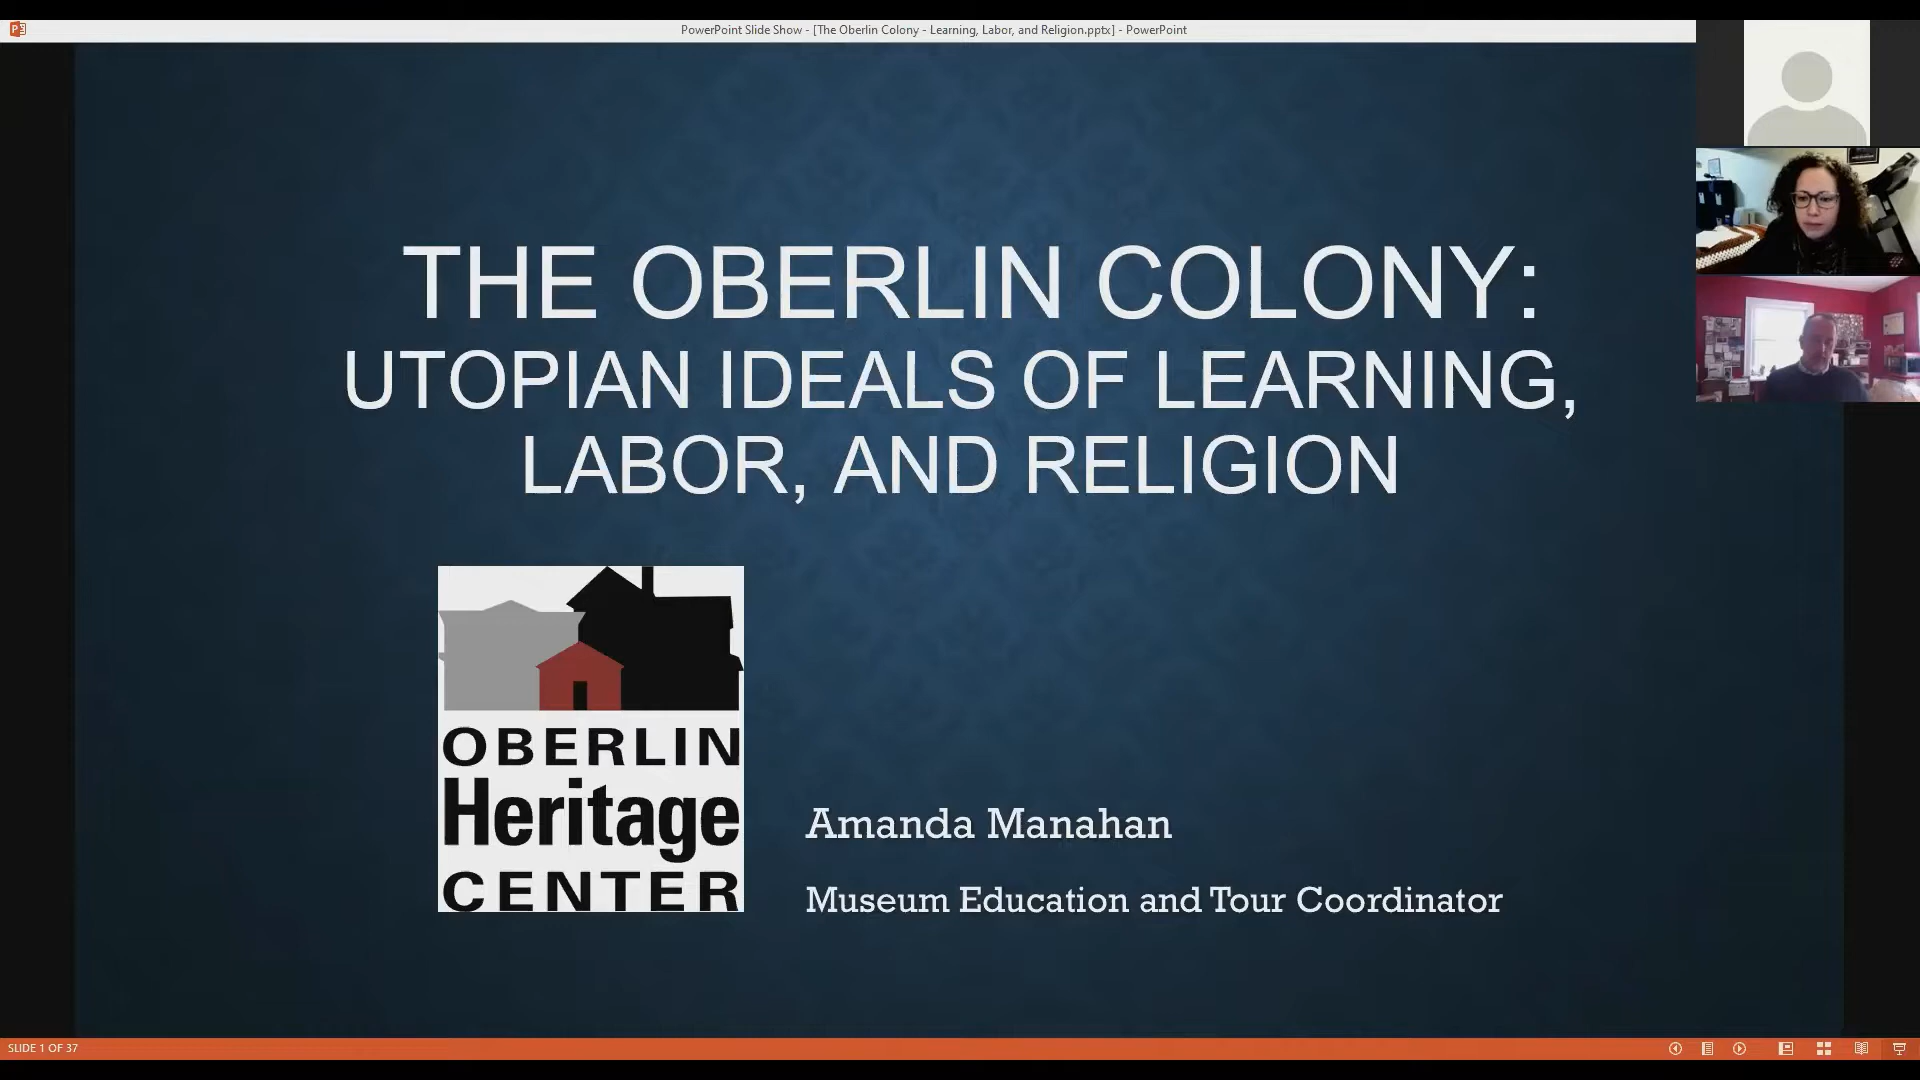 PowerPoint Slide Show - [The Oberlin Colony - Learning, Labor, and Religion.pptx] - PowerPoint
THE OBERLIN COLONY:
UTOPIAN IDEALS OF LEARNING,
LABOR, AND RELIGION
OBERLIN
Heritage
CENTER
Amanda Manahan
Museum Education and Tour Coordinator
SLIDE 1 OF 37